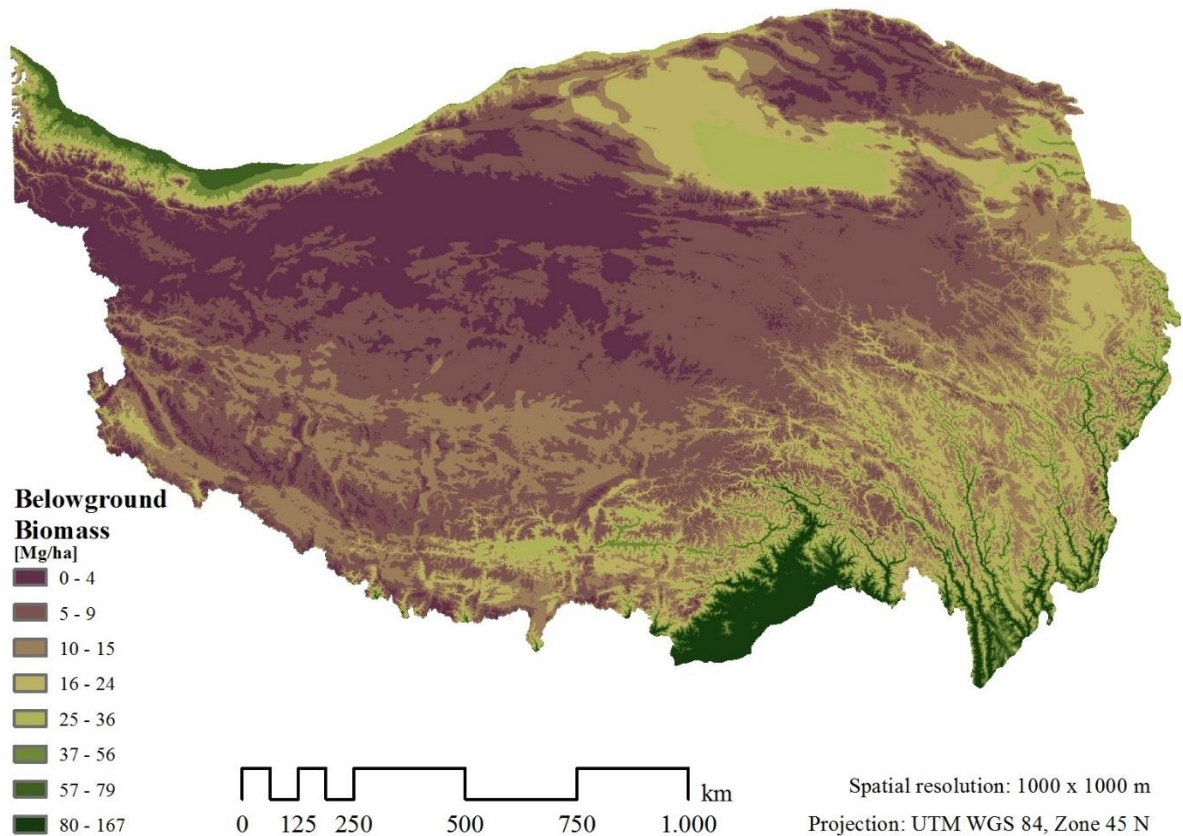 Belowground
Biomass
[Mg/ha]
0 - 4
5 - 9
10 - 15
16 - 24
25 - 36
37 - 56
57 - 79
80 - 167
km
0 125 250 500 750 1.000
Spatial resolution: 1000 x 1000 m
Projection: UTM WGS 84, Zone 45 N